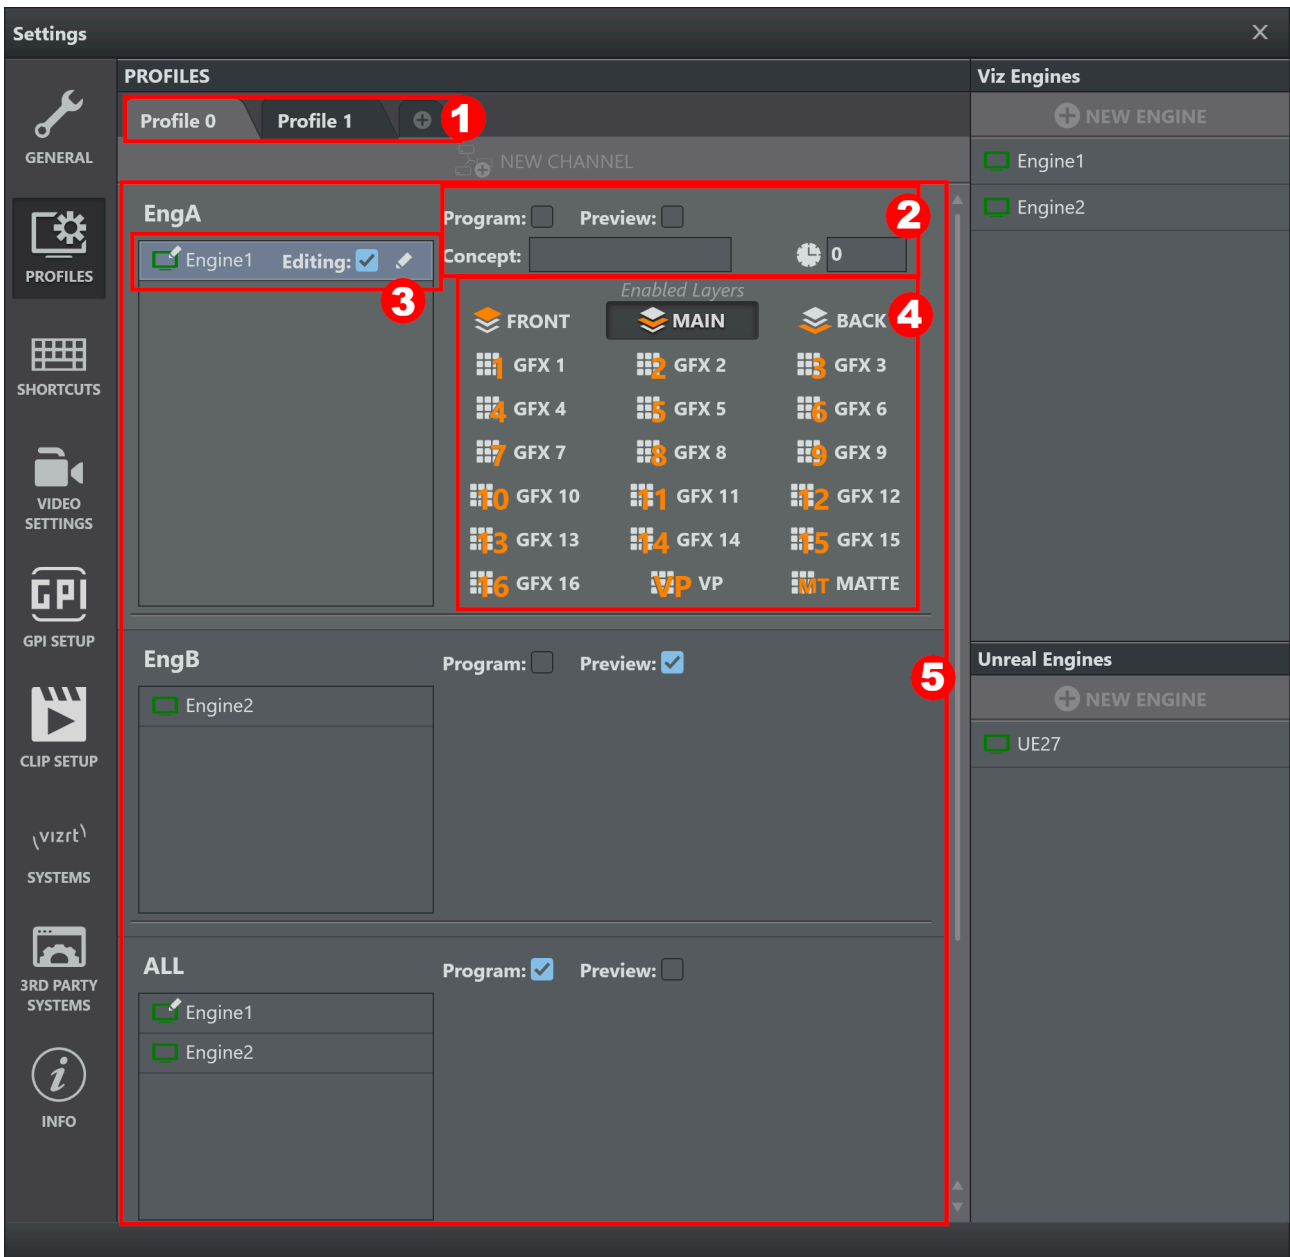 Settings
X
GENERAL
PROFILES
SHORTCUTS
VIDEO
SETTINGS
GPI
GPI SETUP
CLIP SETUP
vizrt
SYSTEMS
3RD PARTY
SYSTEMS
i
INFO
PROFILES
Profile 0 Profile 1 1
NEW CHANNEL
EngA
Program: Preview: 2
Engine1 Editing: 3
Concept: 0
Enabled Layers
FRONT MAIN BACK 4
1 GFX 1 2 GFX 2 3 GFX 3
4 GFX 4 5 GFX 5 6 GFX 6
7 GFX 7 8 GFX 8 9 GFX 9
10 GFX 10 11 GFX 11 12 GFX 12
13 GFX 13 14 GFX 14 15 GFX 15
16 GFX 16 VP VP MT MATTE
EngB
Program: Preview: 5
Engine2
ALL
Program: Preview:
Engine1
Engine2
Viz Engines
NEW ENGINE
Engine1
Engine2
Unreal Engines
NEW ENGINE
UE27